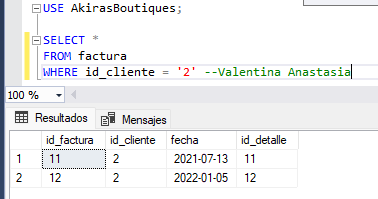 USE AkirasBoutiques;
SELECT *
FROM factura
WHERE id_cliente = '2' --Valentina Anastasia
100 %
Resultados Mensajes
id_factura id_cliente fecha id_detalle
1 11 2 2021-07-13 11
2 12 2 2022-01-05 12